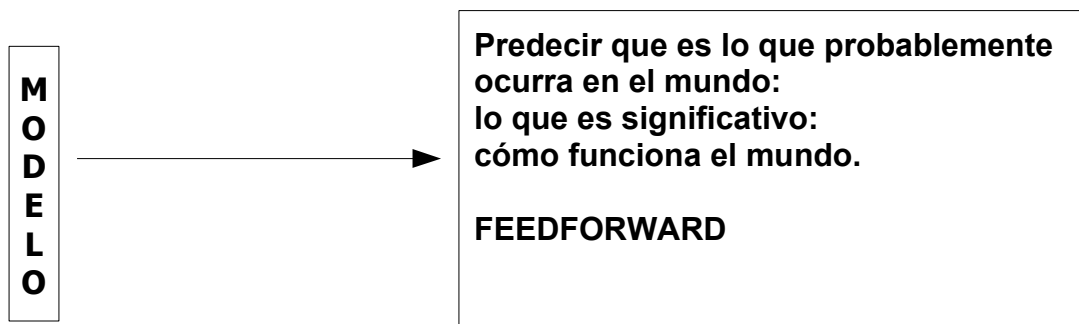 MODELO
Predecir que es lo que probablemente
ocurra en el mundo:
lo que es significativo:
cómo funciona el mundo.
FEEDFORWARD